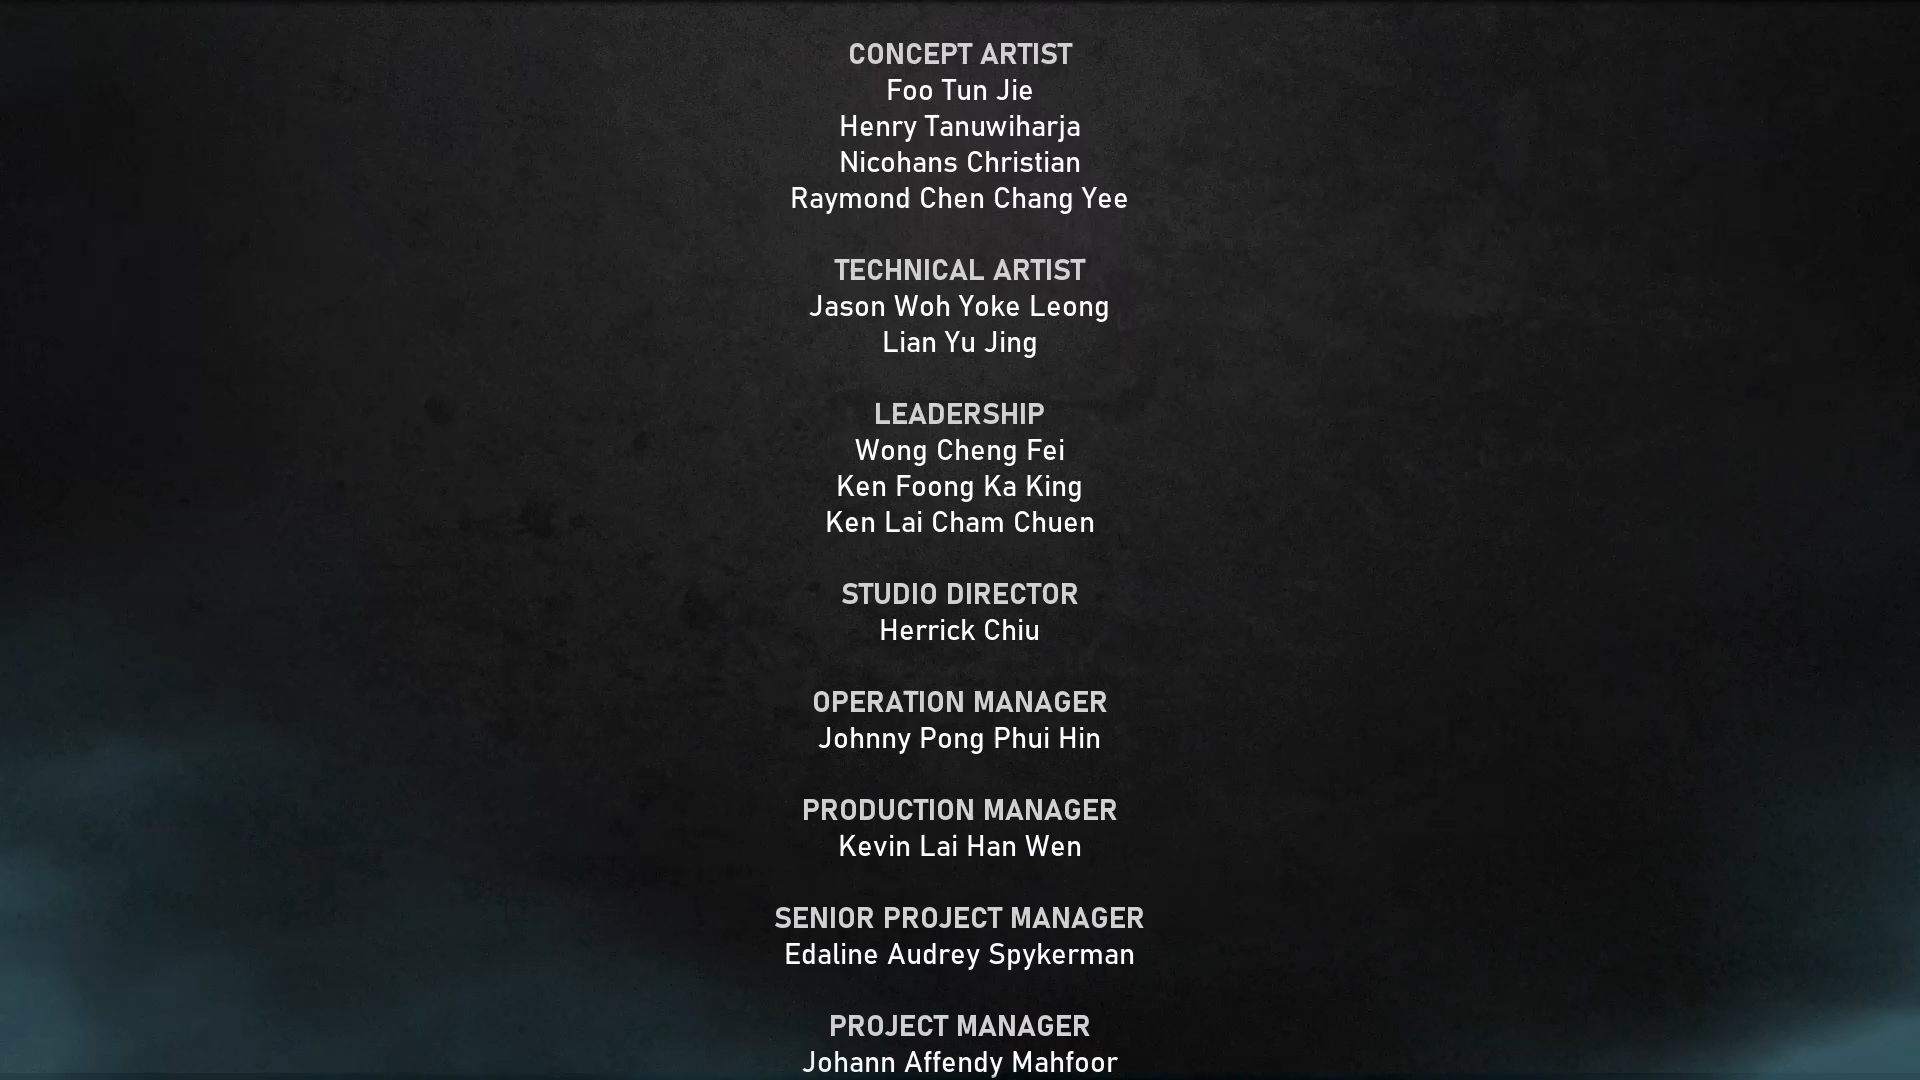 CONCEPT ARTIST
Foo Tun Jie
Henry Tanuwiharja
Nicohans Christian
Raymond Chen Chang Yee
TECHNICAL ARTIST
Jason Woh Yoke Leong
Lian Yu Jing
LEADERSHIP
Wong Cheng Fei
Ken Foong Ka King
Ken Lai Cham Chuen
STUDIO DIRECTOR
Herrick Chiu
OPERATION MANAGER
Johnny Pong Phui Hin
PRODUCTION MANAGER
Kevin Lai Han Wen
SENIOR PROJECT MANAGER
Edaline Audrey Spykerman
PROJECT MANAGER
Johann Affendy Mahfoor